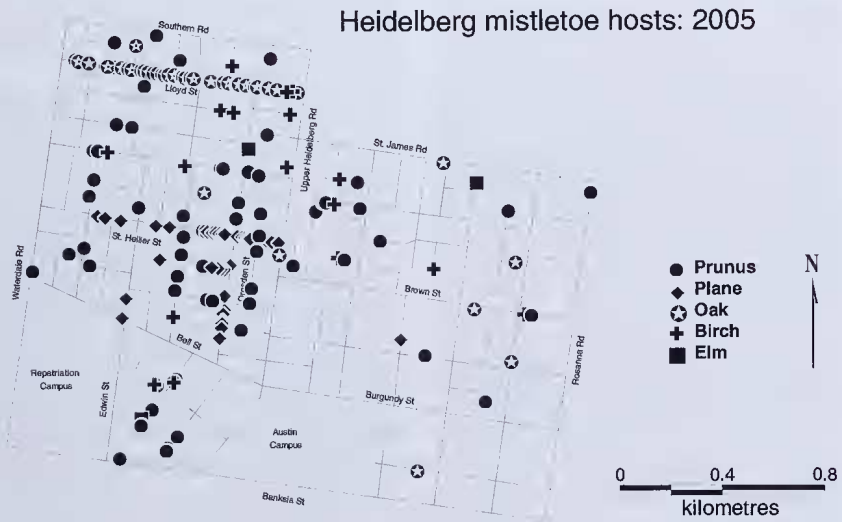 Heidelberg mistletoe hosts: 2005
Southern Rd
Lloyd St
Upper Heidelberg Rd
St. James Rd
St. Hellier St
Waterdale Rd
Brown St
Bell St
Rosanna Rd
Repatriation
Campus
Edwin St
Burgundy St
Austin
Campus
Banksia St
Prunus
Plane
Oak
Birch
Elm
N
0 0.4 0.8
kilometres